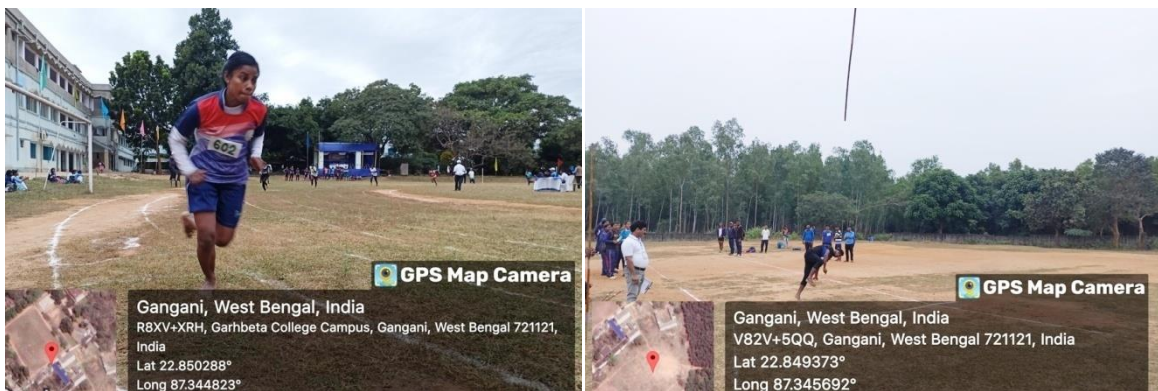 602
GPS Map Camera
Gangani, West Bengal, India
R8XV+XRH, Garhbeta College Campus, Gangani, West Bengal 721121,
India
Lat 22.850288°
Long 87.344823°
GPS Map Camera
Gangani, West Bengal, India
V82V+5QQ, Gangani, West Bengal 721121, India
Lat 22.849373°
Long 87.345692°